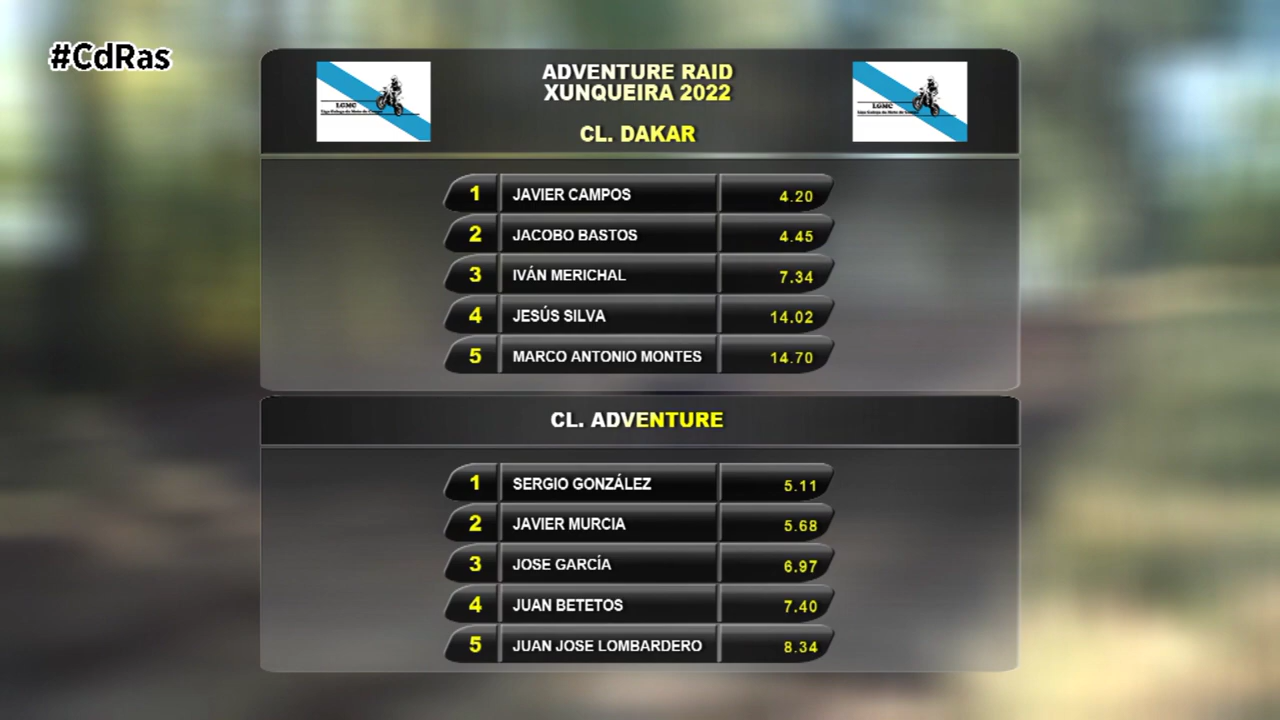 #CdRas
ADVENTURE RAID
XUNQUEIRA 2022
CL. DAKAR
LGMC
LGMC
1 JAVIER CAMPOS 4.20
2 JACOBO BASTOS 4.45
3 IVÁN MERICHAL 7.34
4 JESÚS SILVA 14.02
5 MARCO ANTONIO MONTES 14.70
CL. ADVENTURE
1 SERGIO GONZÁLEZ 5.11
2 JAVIER MURCIA 5.68
3 JOSE GARCÍA 6.97
4 JUAN BETETOS 7.40
5 JUAN JOSE LOMBARDERO 8.34